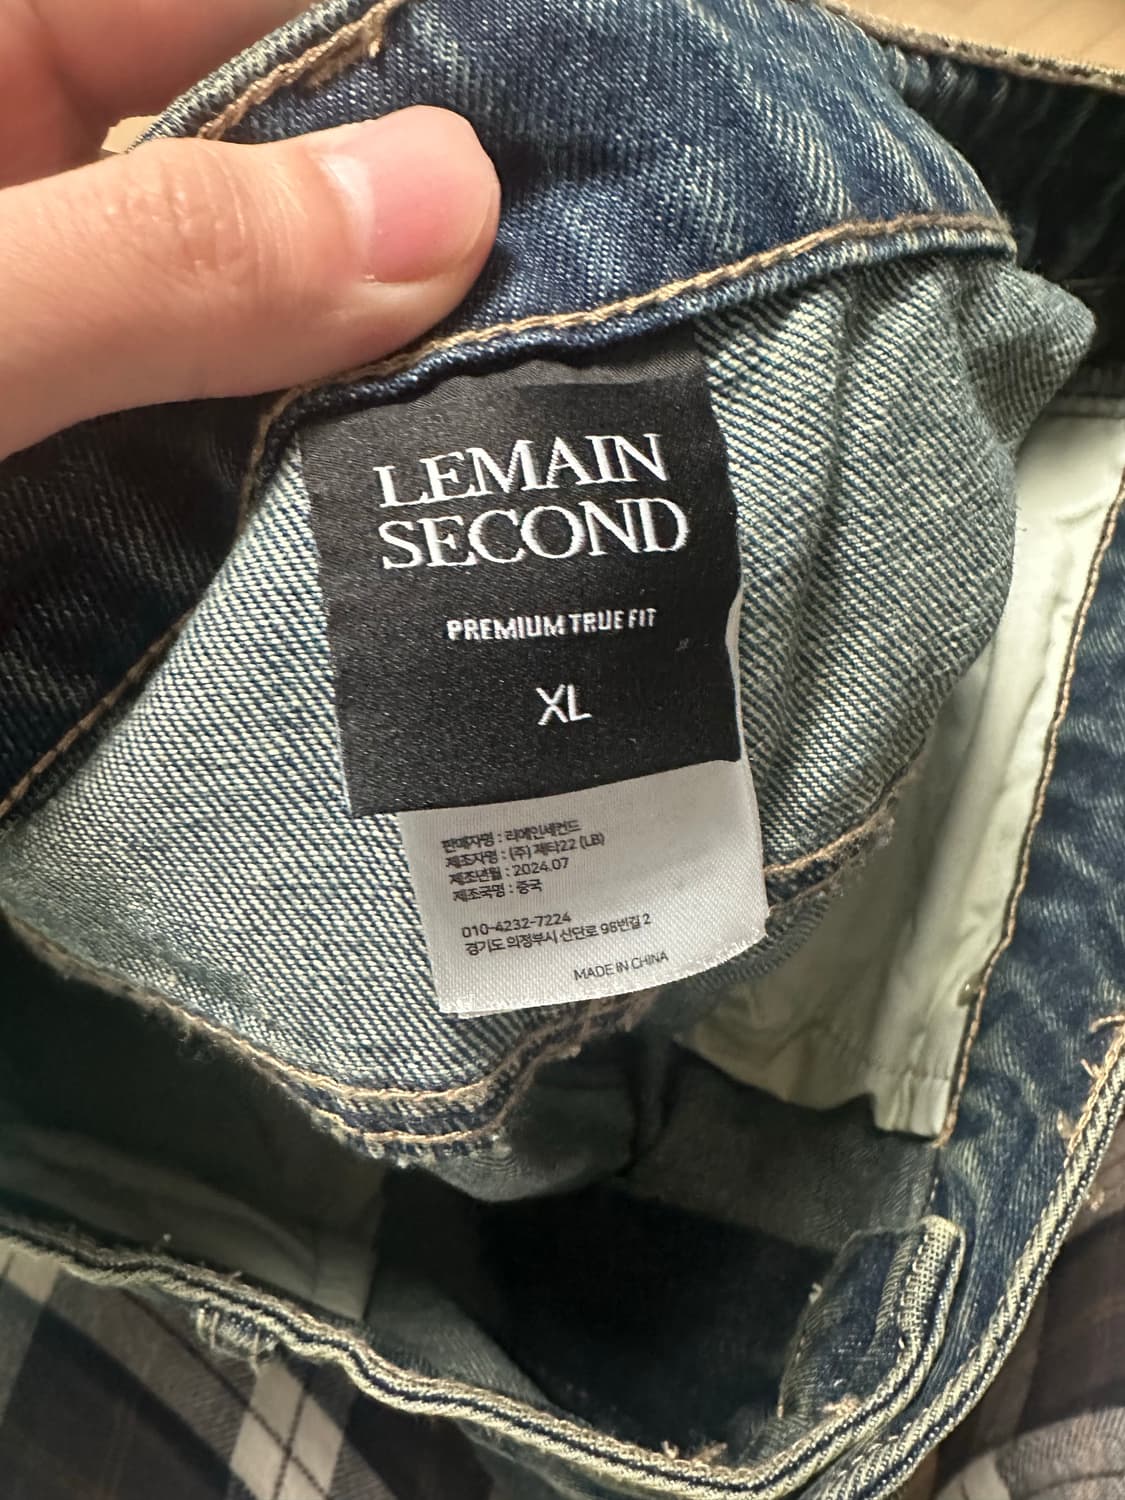 LEMAIN
SECOND
PREMIUM TRUE FIT
XL
판매자명 : 리메인세컨드
제조자명 : (주) 제타22 (LB)
제조년월 : 2024.07
제조국명 : 중국
010-4232-7224
경기도 의정부시 신단로 98번길 2
MADE IN CHINA